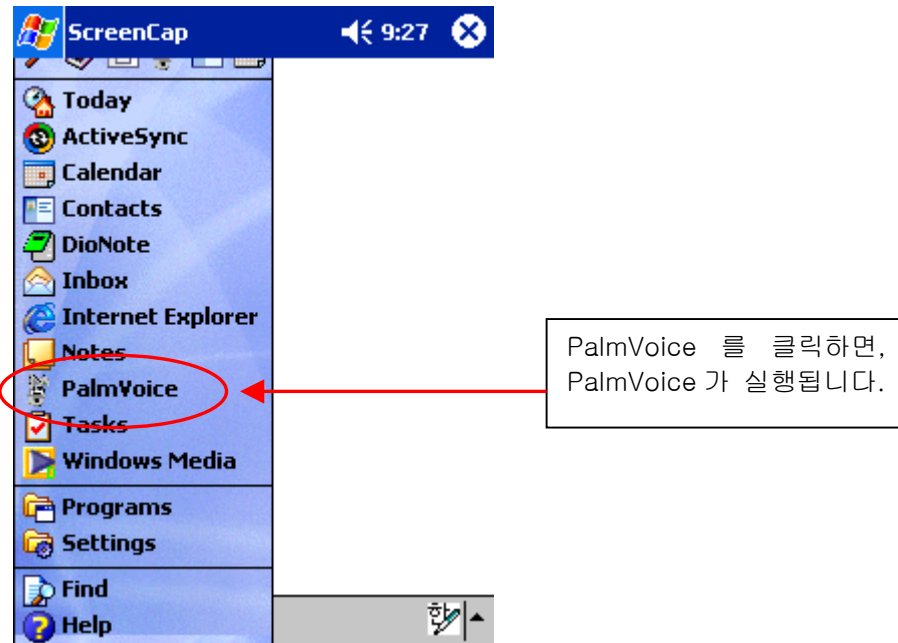 ScreenCap 9:27
Today
ActiveSync
Calendar
Contacts
DioNote
Inbox
Internet Explorer
Notes
PalmVoice
Tasks
Windows Media
Programs
Settings
Find
Help
한
PalmVoice 를 클릭하면,
PalmVoice 가 실행됩니다.